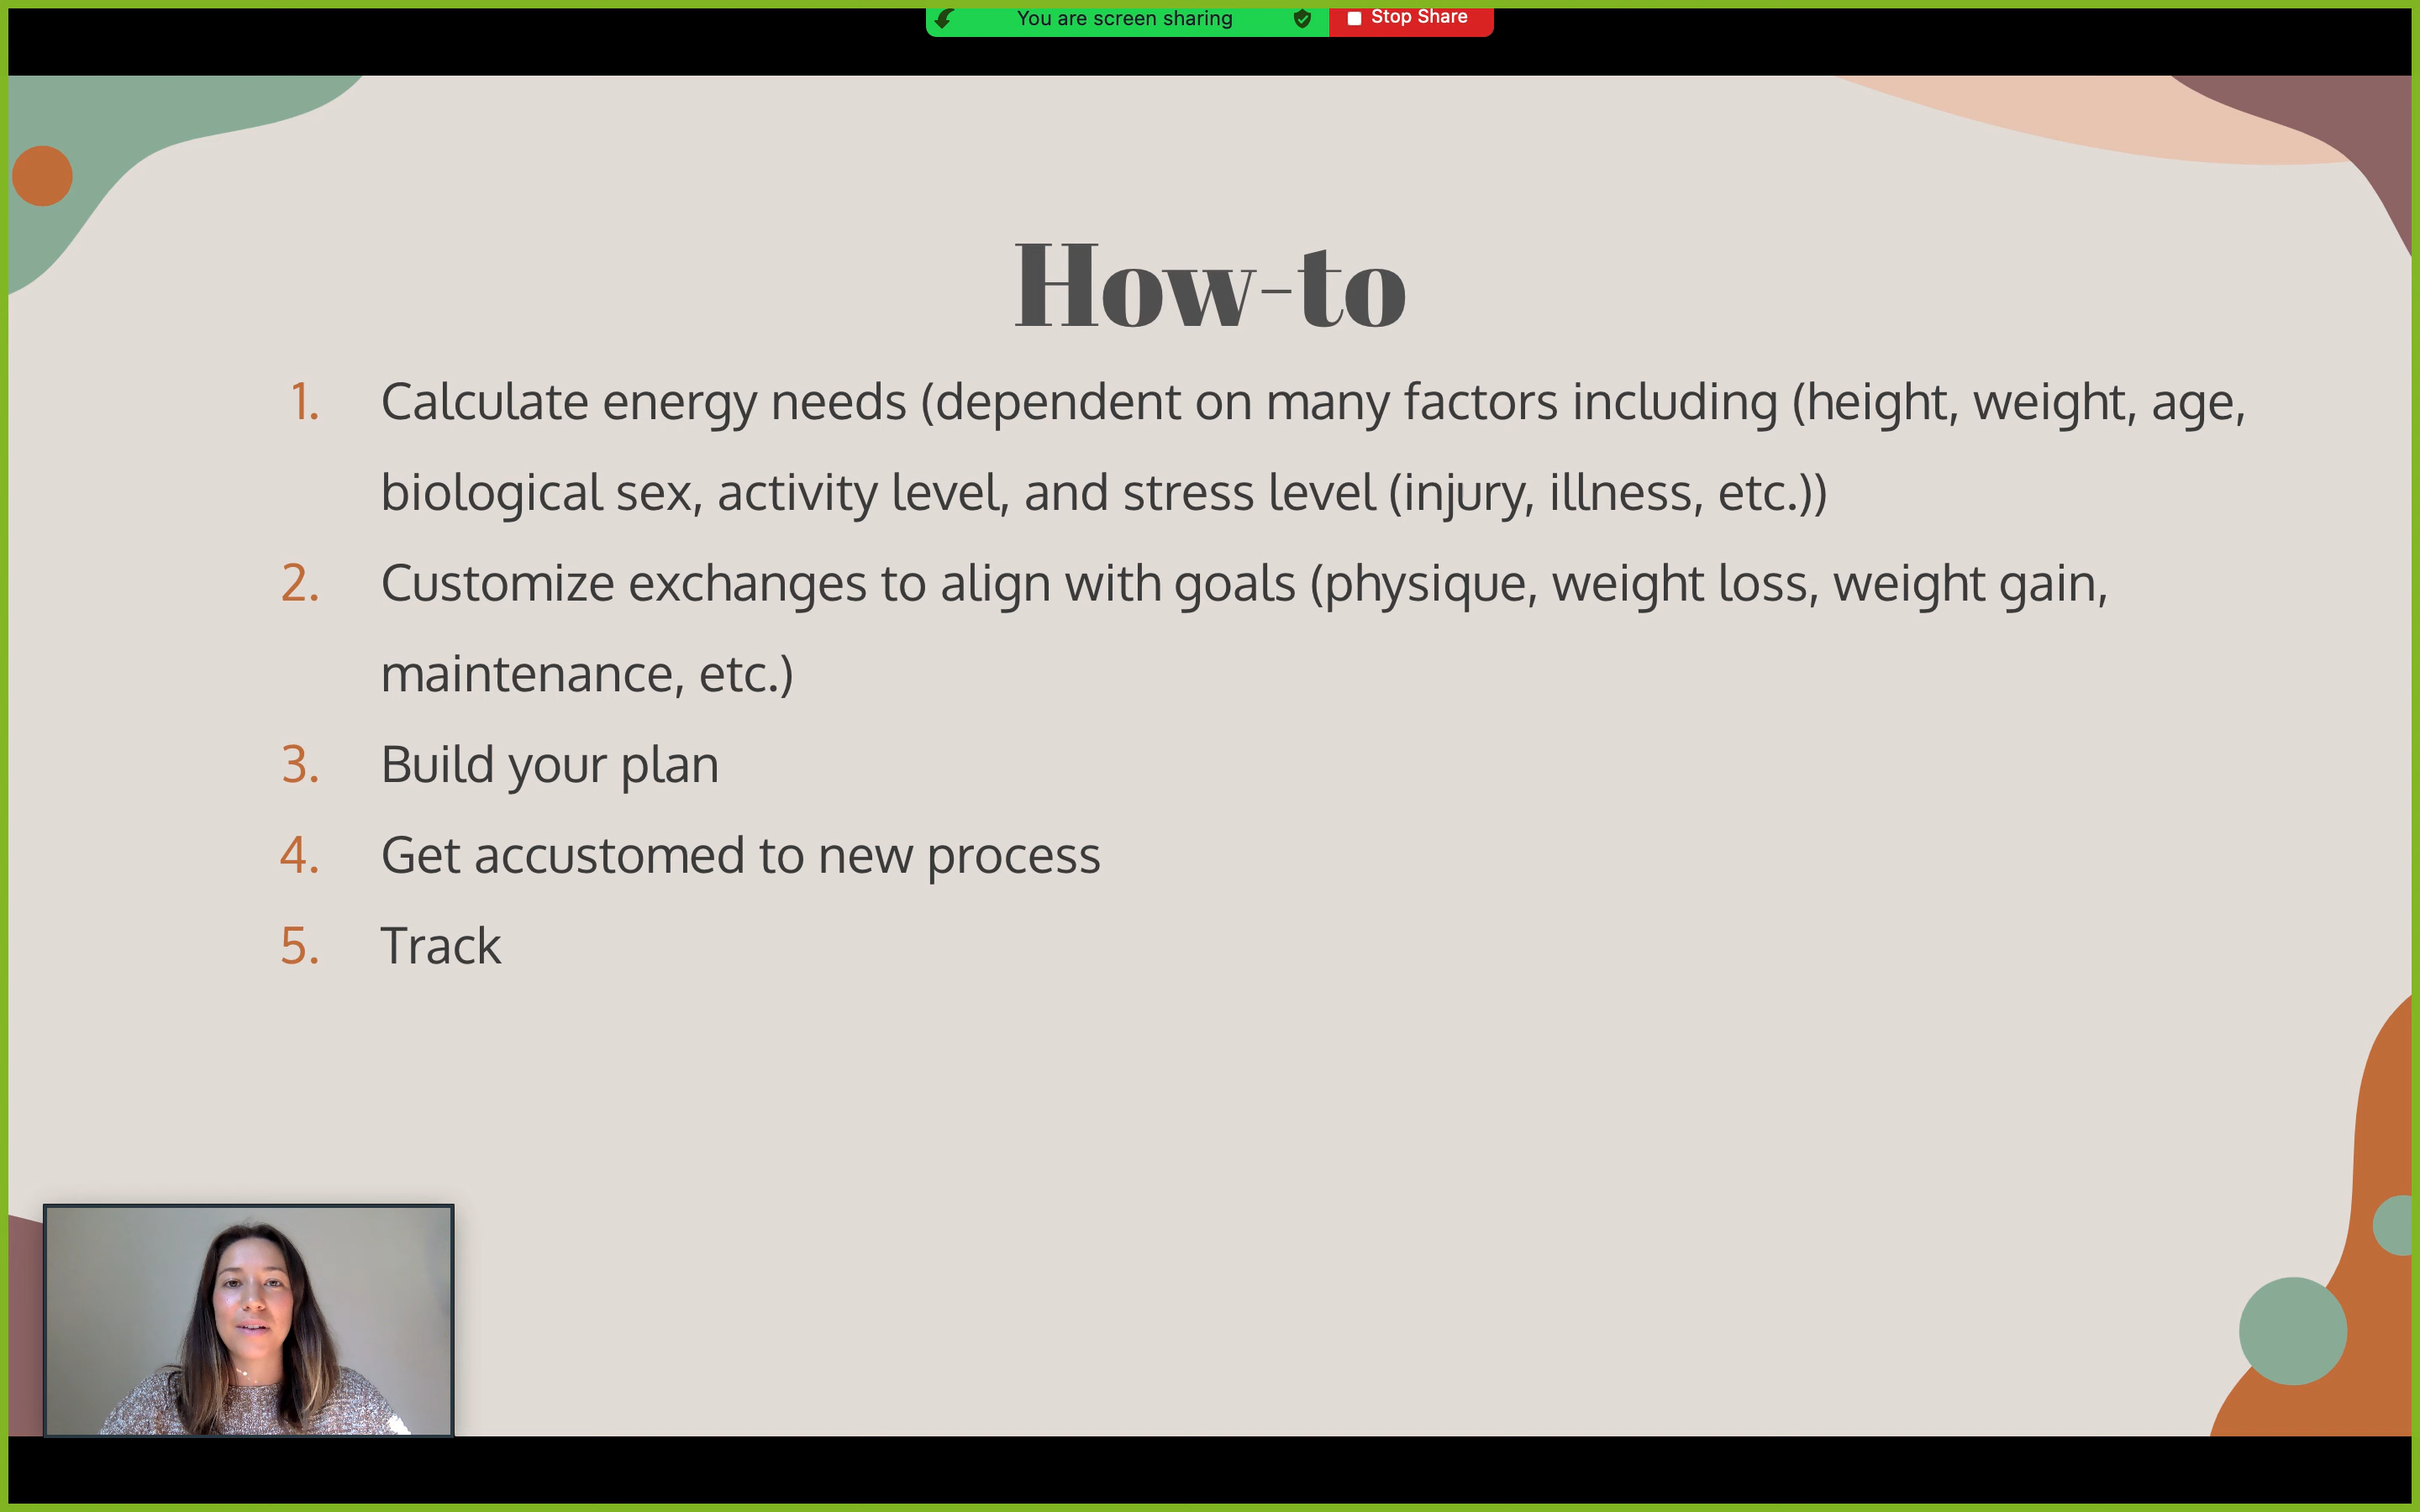 You are screen sharing
Stop Share
How-to
1. Calculate energy needs (dependent on many factors including (height, weight, age,
biological sex, activity level, and stress level (injury, illness, etc.))
2. Customize exchanges to align with goals (physique, weight loss, weight gain,
maintenance, etc.)
3. Build your plan
4. Get accustomed to new process
5. Track